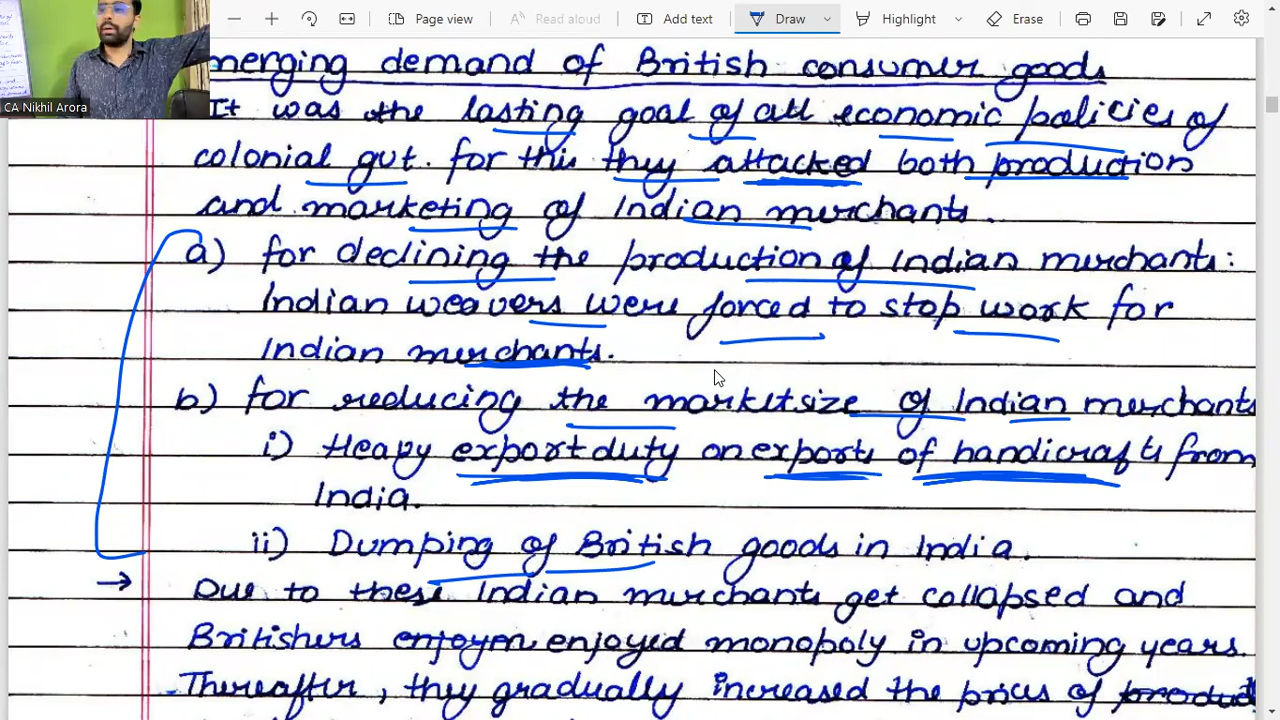 Page view
Read aloud
Add text
Draw
Highlight
Erase
CA Nikhil Arora
merging demand of British consumer goods
It was the lasting goal of all economic policies of
colonial gvt. for this they attacked both production
and marketing of Indian merchants.
a) for declining the production of Indian merchants:
Indian weavers were forced to stop work for
Indian merchants.
b) for reducing the market size of Indian merchants
i) Heapy export duty on exports of handicrafts from
India.
ii) Dumping of British goods in India.
→ Due to these Indian merchants get collapsed and
Britishers enjoym enjoyed monopoly in upcoming years.
Thereafter, they gradually increased the prices of